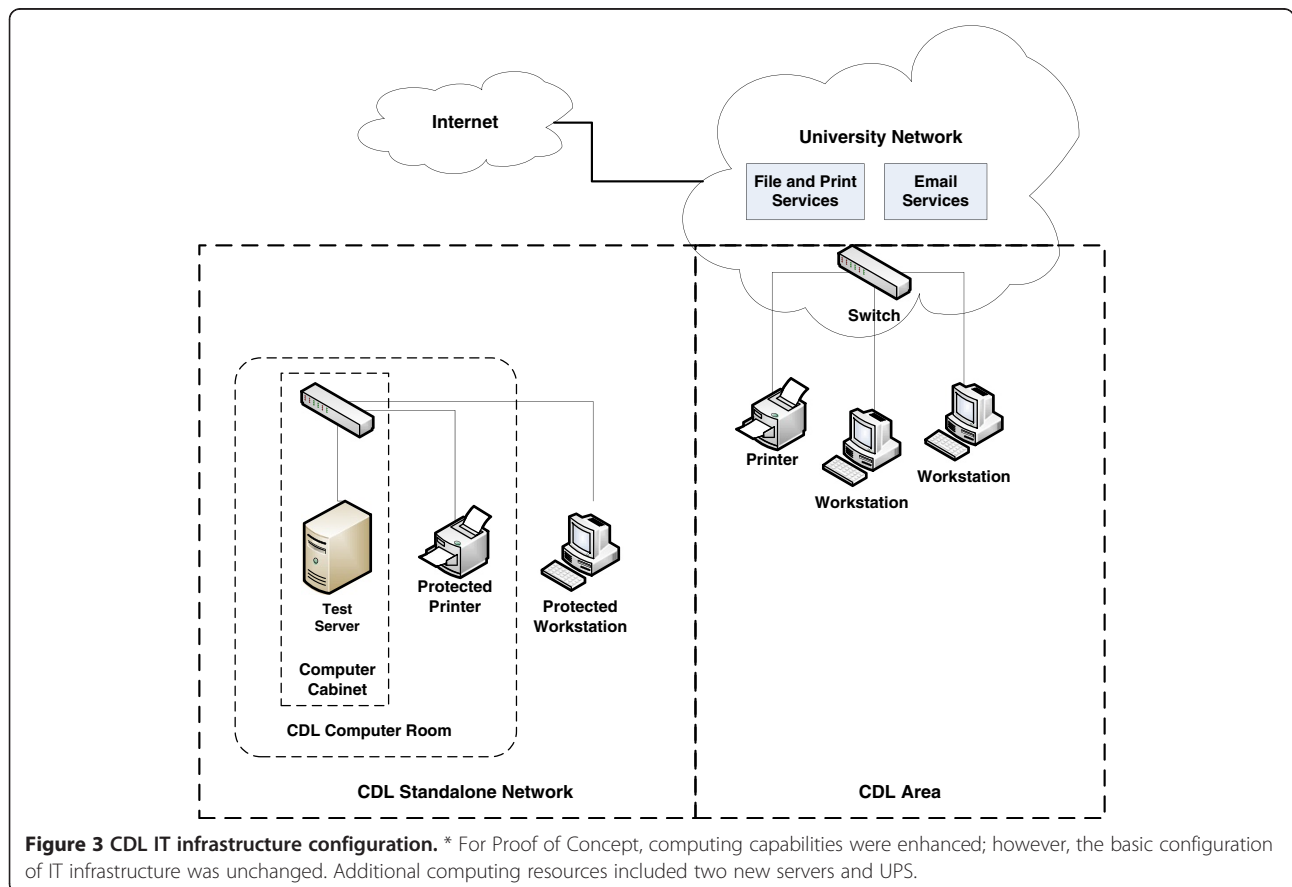 Internet
University Network
File and Print
Services
Email
Services
Switch
Printer
Workstation
Workstation
Test
Server
Protected
Printer
Protected
Workstation
Computer
Cabinet
CDL Computer Room
CDL Standalone Network
CDL Area
Figure 3 CDL IT infrastructure configuration. * For Proof of Concept, computing capabilities were enhanced; however, the basic configuration
of IT infrastructure was unchanged. Additional computing resources included two new servers and UPS.